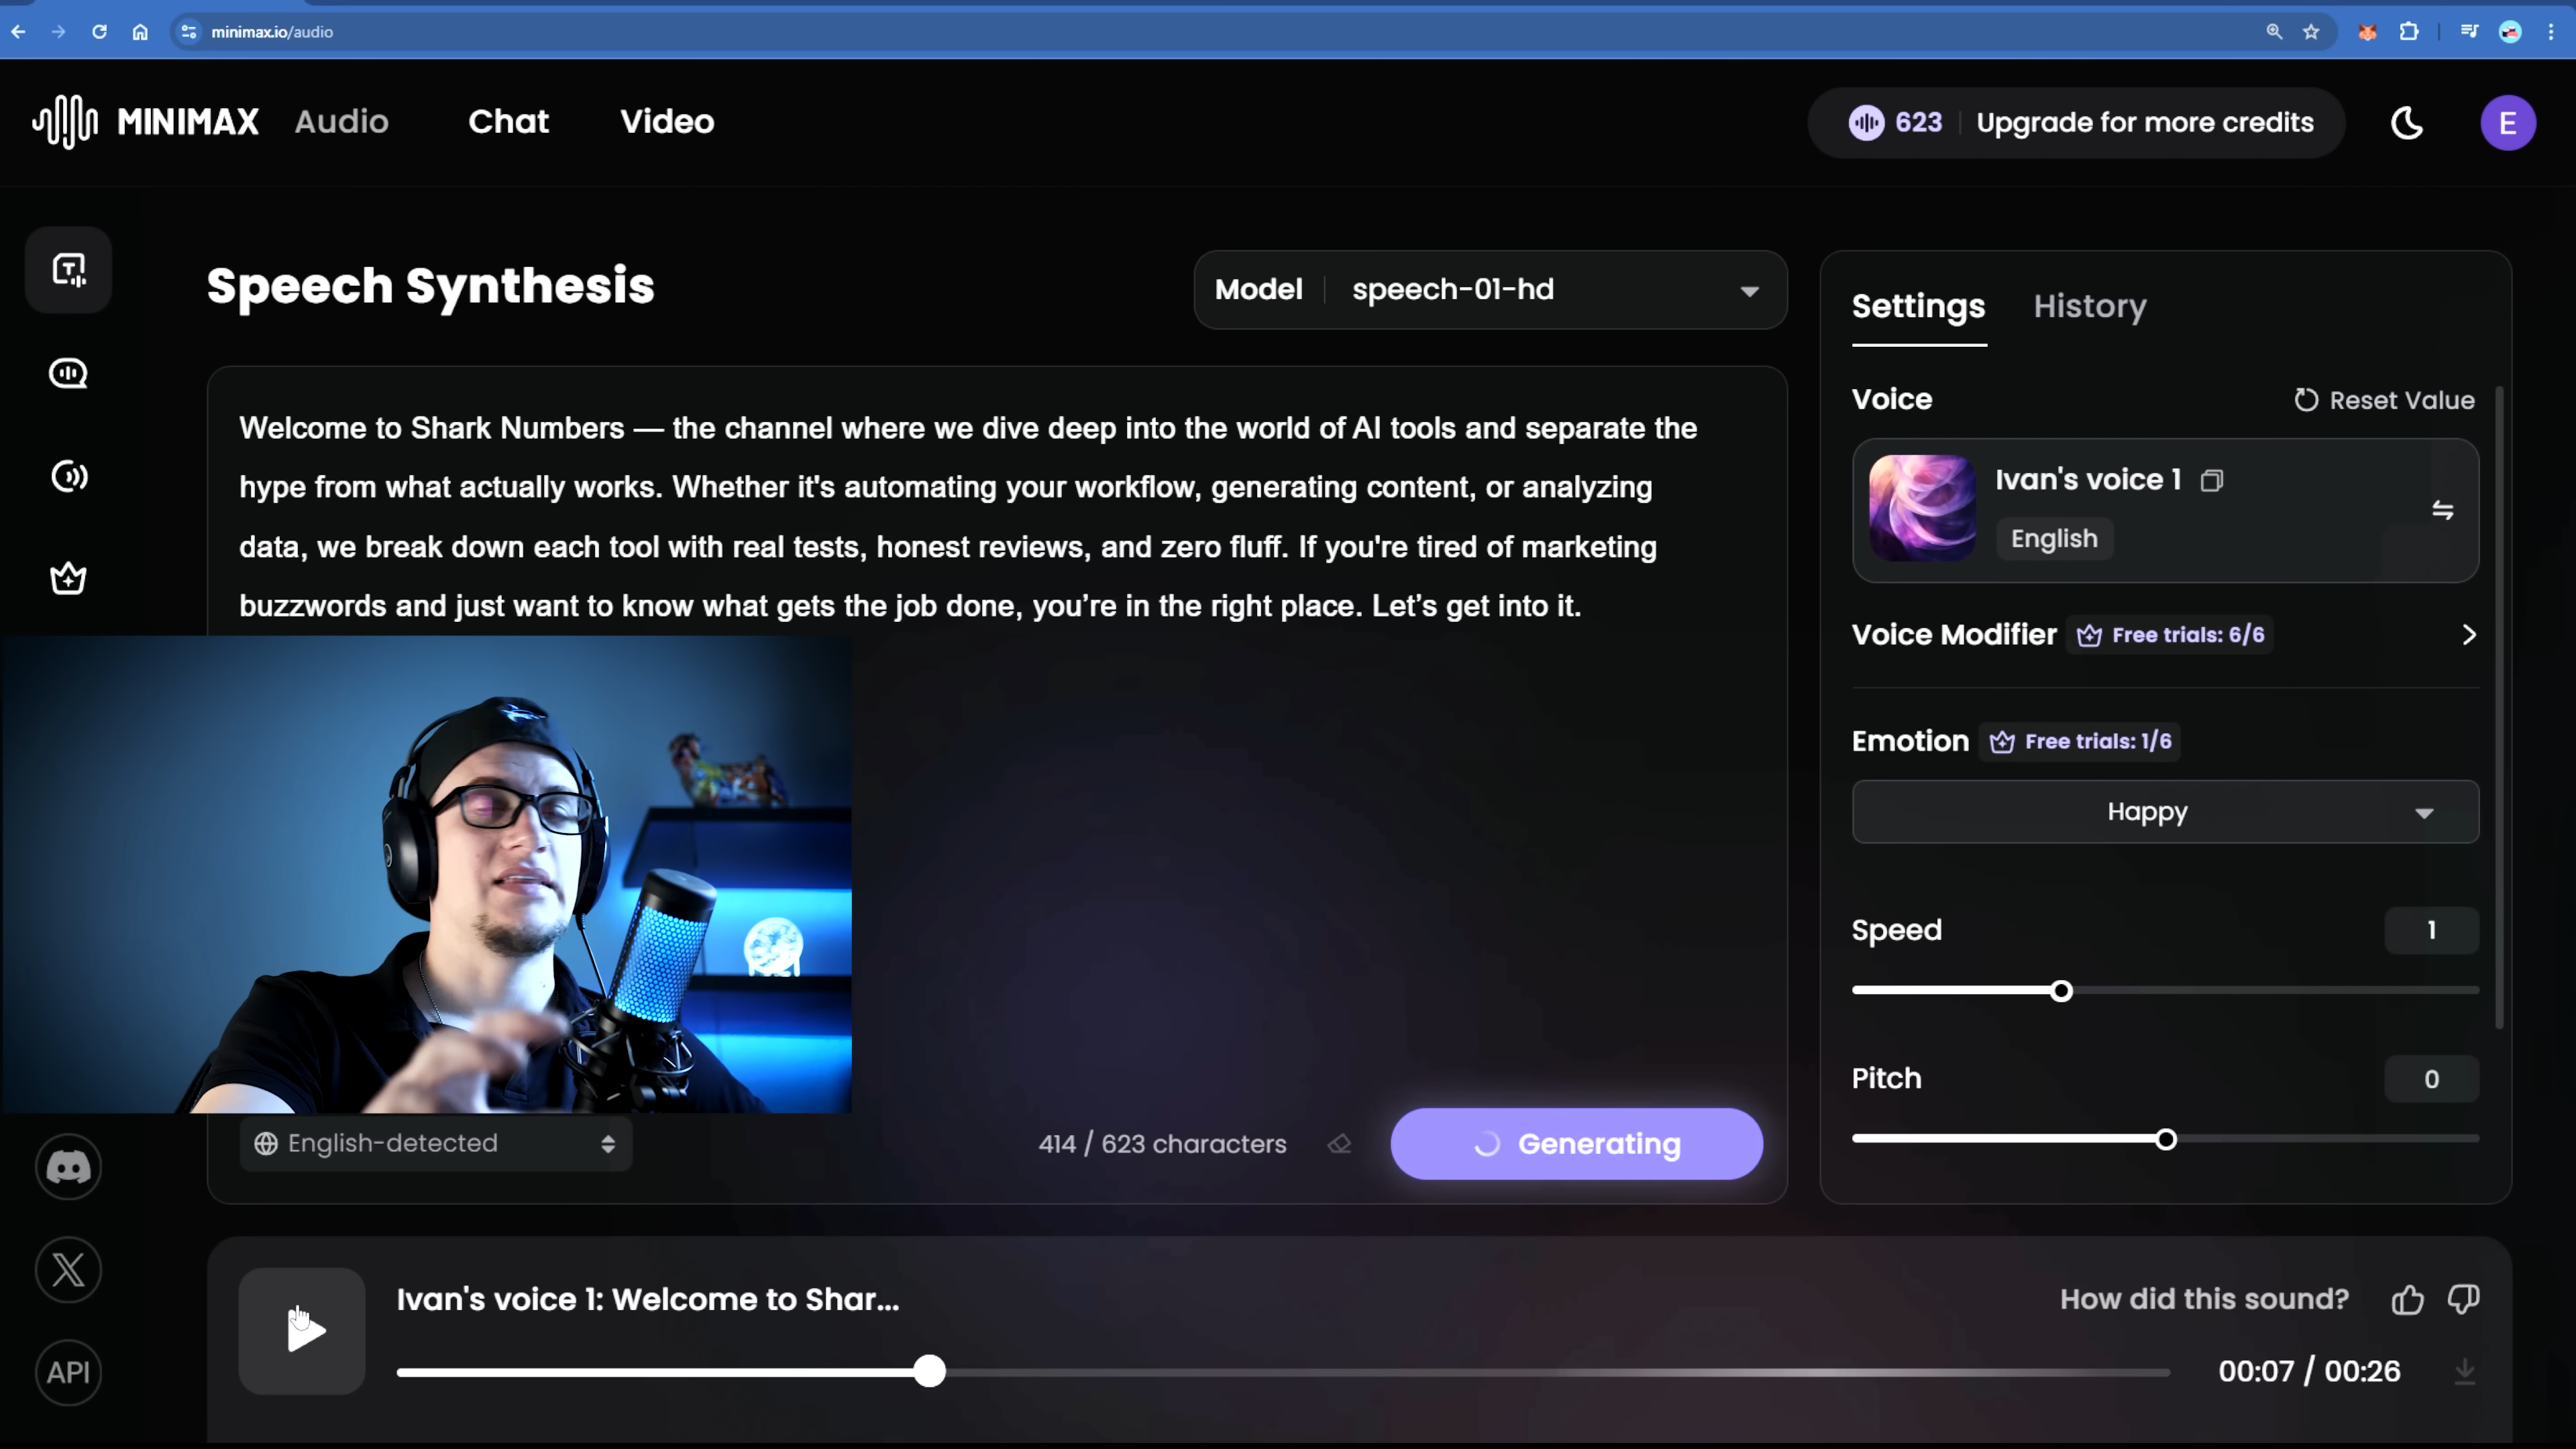 minimax.io/audio
MINIMAX Audio Chat Video 623 Upgrade for more credits E
Speech Synthesis
Model speech-01-hd
Settings History
Welcome to Shark Numbers — the channel where we dive deep into the world of AI tools and separate the
hype from what actually works. Whether it's automating your workflow, generating content, or analyzing
data, we break down each tool with real tests, honest reviews, and zero fluff. If you're tired of marketing
buzzwords and just want to know what gets the job done, you’re in the right place. Let’s get into it.
Voice Reset Value
Ivan's voice 1
English
Voice Modifier Free trials: 6/6
Emotion Free trials: 1/6
Happy
Speed 1
Pitch 0
English-detected 414 / 623 characters Generating
Ivan's voice 1: Welcome to Shar... How did this sound?
00:07 / 00:26
X
API